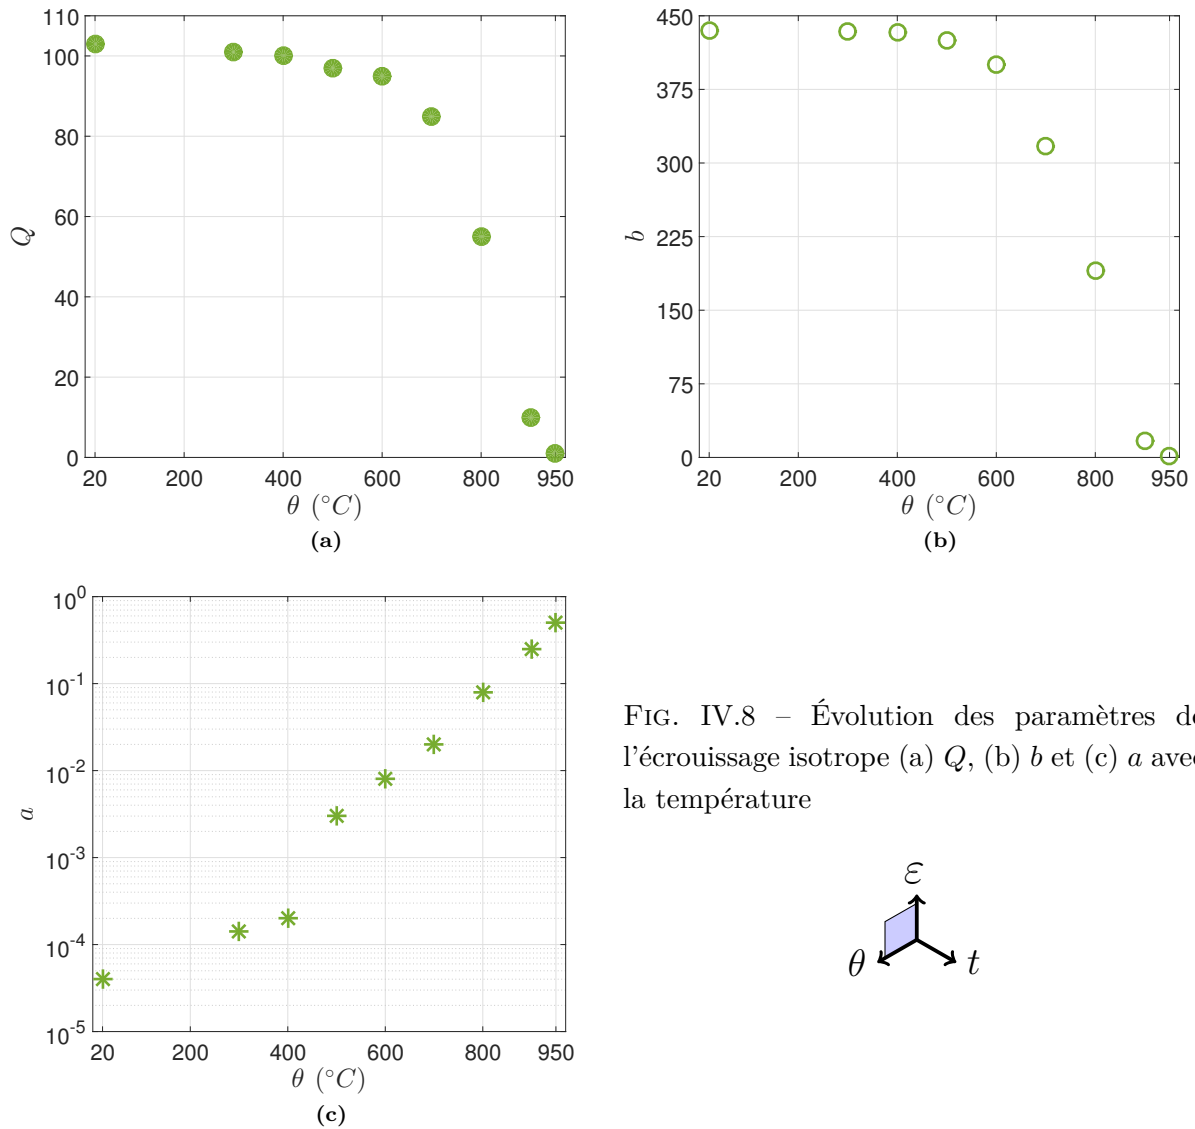 110
100
80
60
40
20
0
Q
20 200 400 600 800 950
θ (°C)
(a)
450
375
300
225
150
75
0
b
20 200 400 600 800 950
θ (°C)
(b)
10^0
10^-1
10^-2
10^-3
10^-4
10^-5
a
20 200 400 600 800 950
θ (°C)
(c)
FIG. IV.8 – Évolution des paramètres de
l'écrouissage isotrope (a) Q, (b) b et (c) a avec
la température
ε
θ t